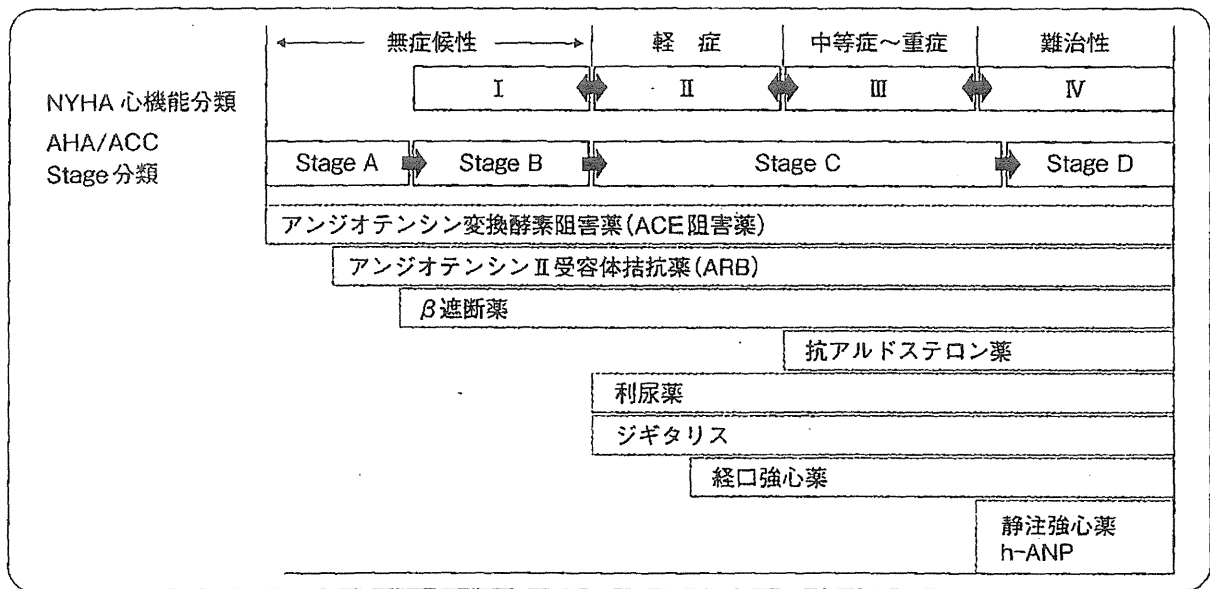 無症候性 軽 症 中等症～重症 難治性
NYHA 心機能分類 I II III IV
AHA/ACC
Stage分類 Stage A Stage B Stage C Stage D
アンジオテンシン変換酵素阻害薬(ACE阻害薬)
アンジオテンシンII受容体拮抗薬(ARB)
β遮断薬
抗アルドステロン薬
利尿薬
ジギタリス
経口強心薬
静注強心薬
h-ANP